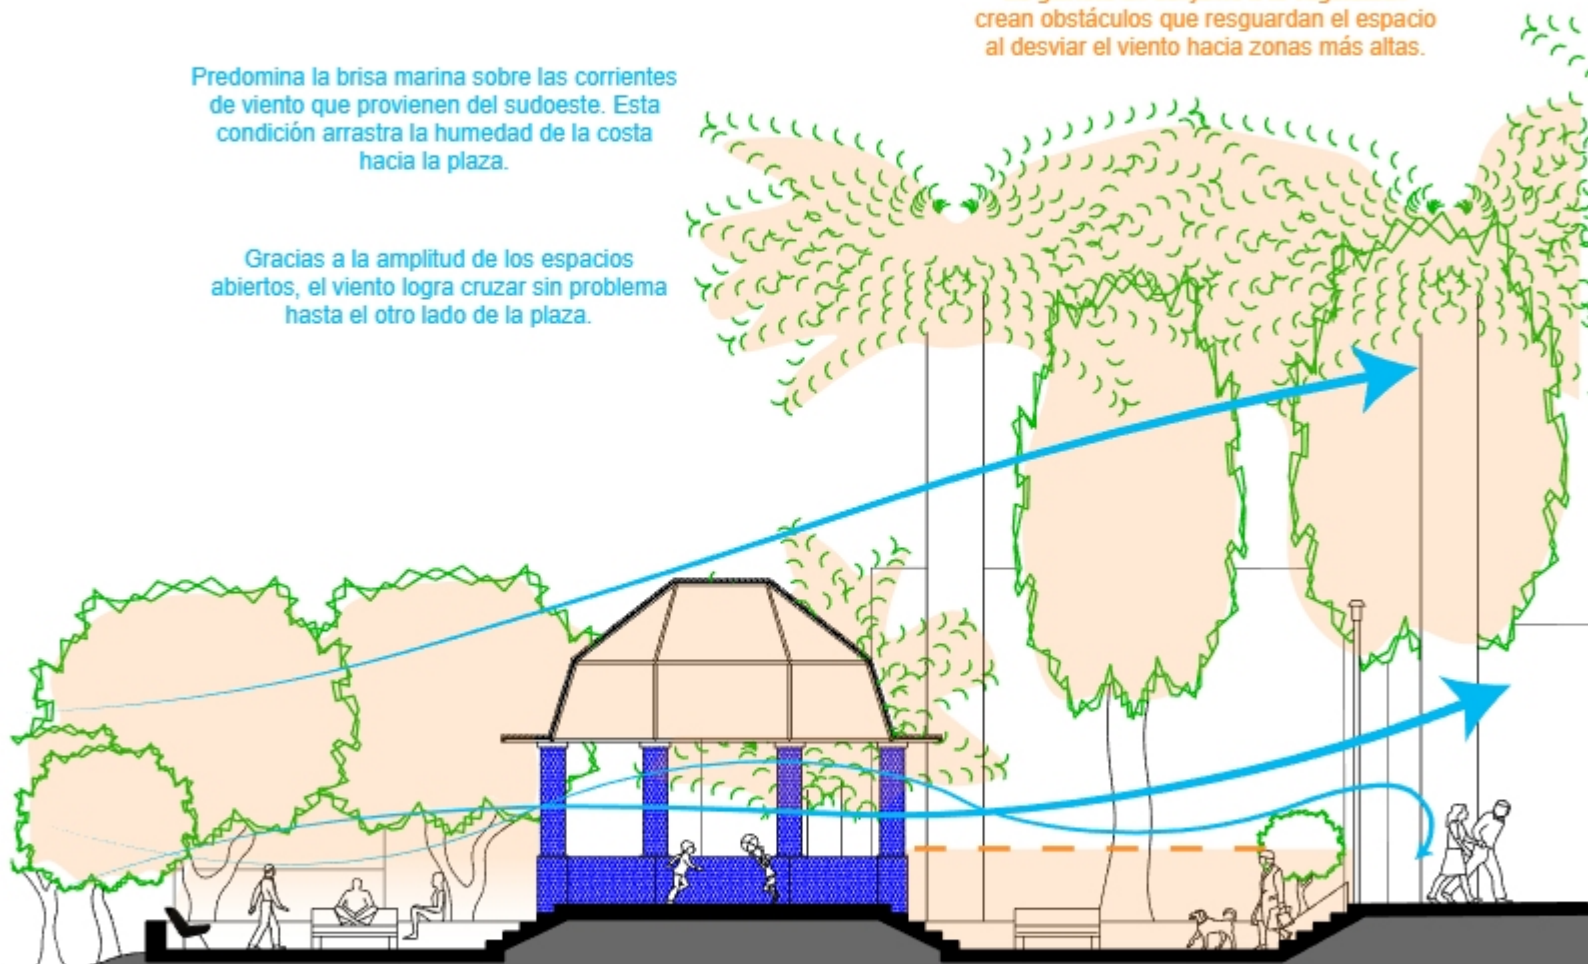 crean obstáculos que resguardan el espacio
al desviar el viento hacia zonas más altas.
Predomina la brisa marina sobre las corrientes
de viento que provienen del sudoeste. Esta
condición arrastra la humedad de la costa
hacia la plaza.
Gracias a la amplitud de los espacios
abiertos, el viento logra cruzar sin problema
hasta el otro lado de la plaza.